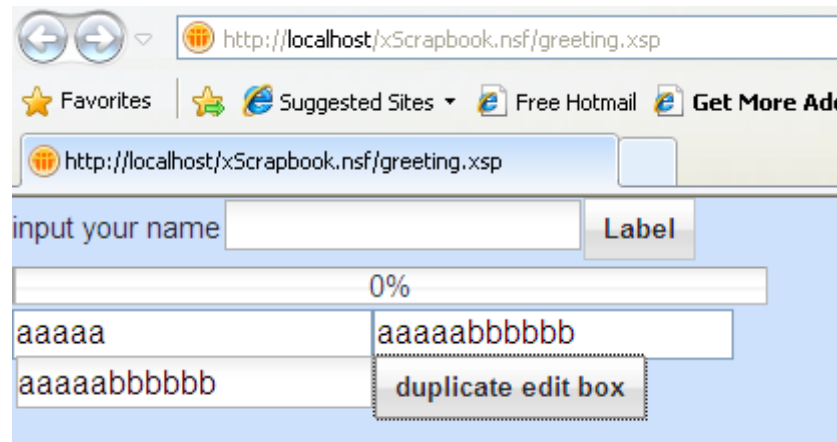 http://localhost/xScrapbook.nsf/greeting.xsp
Favorites Suggested Sites Free Hotmail Get More Add
http://localhost/xScrapbook.nsf/greeting.xsp
input your name Label
0%
aaaaa aaaaabbbbbb
aaaaabbbbbb duplicate edit box